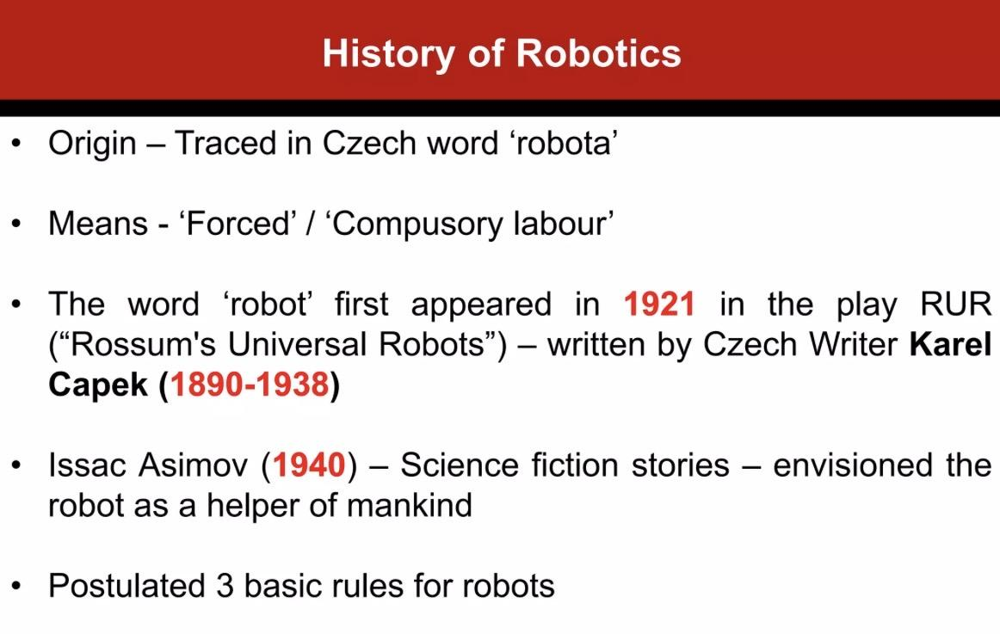 History of Robotics
• Origin – Traced in Czech word ‘robota’
• Means - ‘Forced’ / ‘Compusory labour’
• The word ‘robot’ first appeared in 1921 in the play RUR
(“Rossum's Universal Robots”) – written by Czech Writer Karel
Capek (1890-1938)
• Issac Asimov (1940) – Science fiction stories – envisioned the
robot as a helper of mankind
• Postulated 3 basic rules for robots